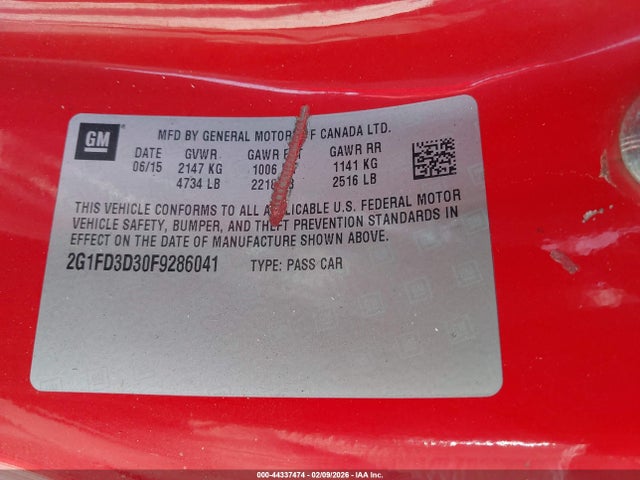 GM
MFD BY GENERAL MOTORS OF CANADA LTD.
DATE GVWR GAWR GAWR RR
06/15 2147 KG 1006 1141 KG
4734 LB 2516 LB
THIS VEHICLE CONFORMS TO ALL APPLICABLE U.S. FEDERAL MOTOR
VEHICLE SAFETY, BUMPER, AND THEFT PREVENTION STANDARDS IN
EFFECT ON THE DATE OF MANUFACTURE SHOWN ABOVE.
2G1FD3D30F9286041 TYPE: PASS CAR
000-44337474 | 02/09/2026 | IAA Inc.